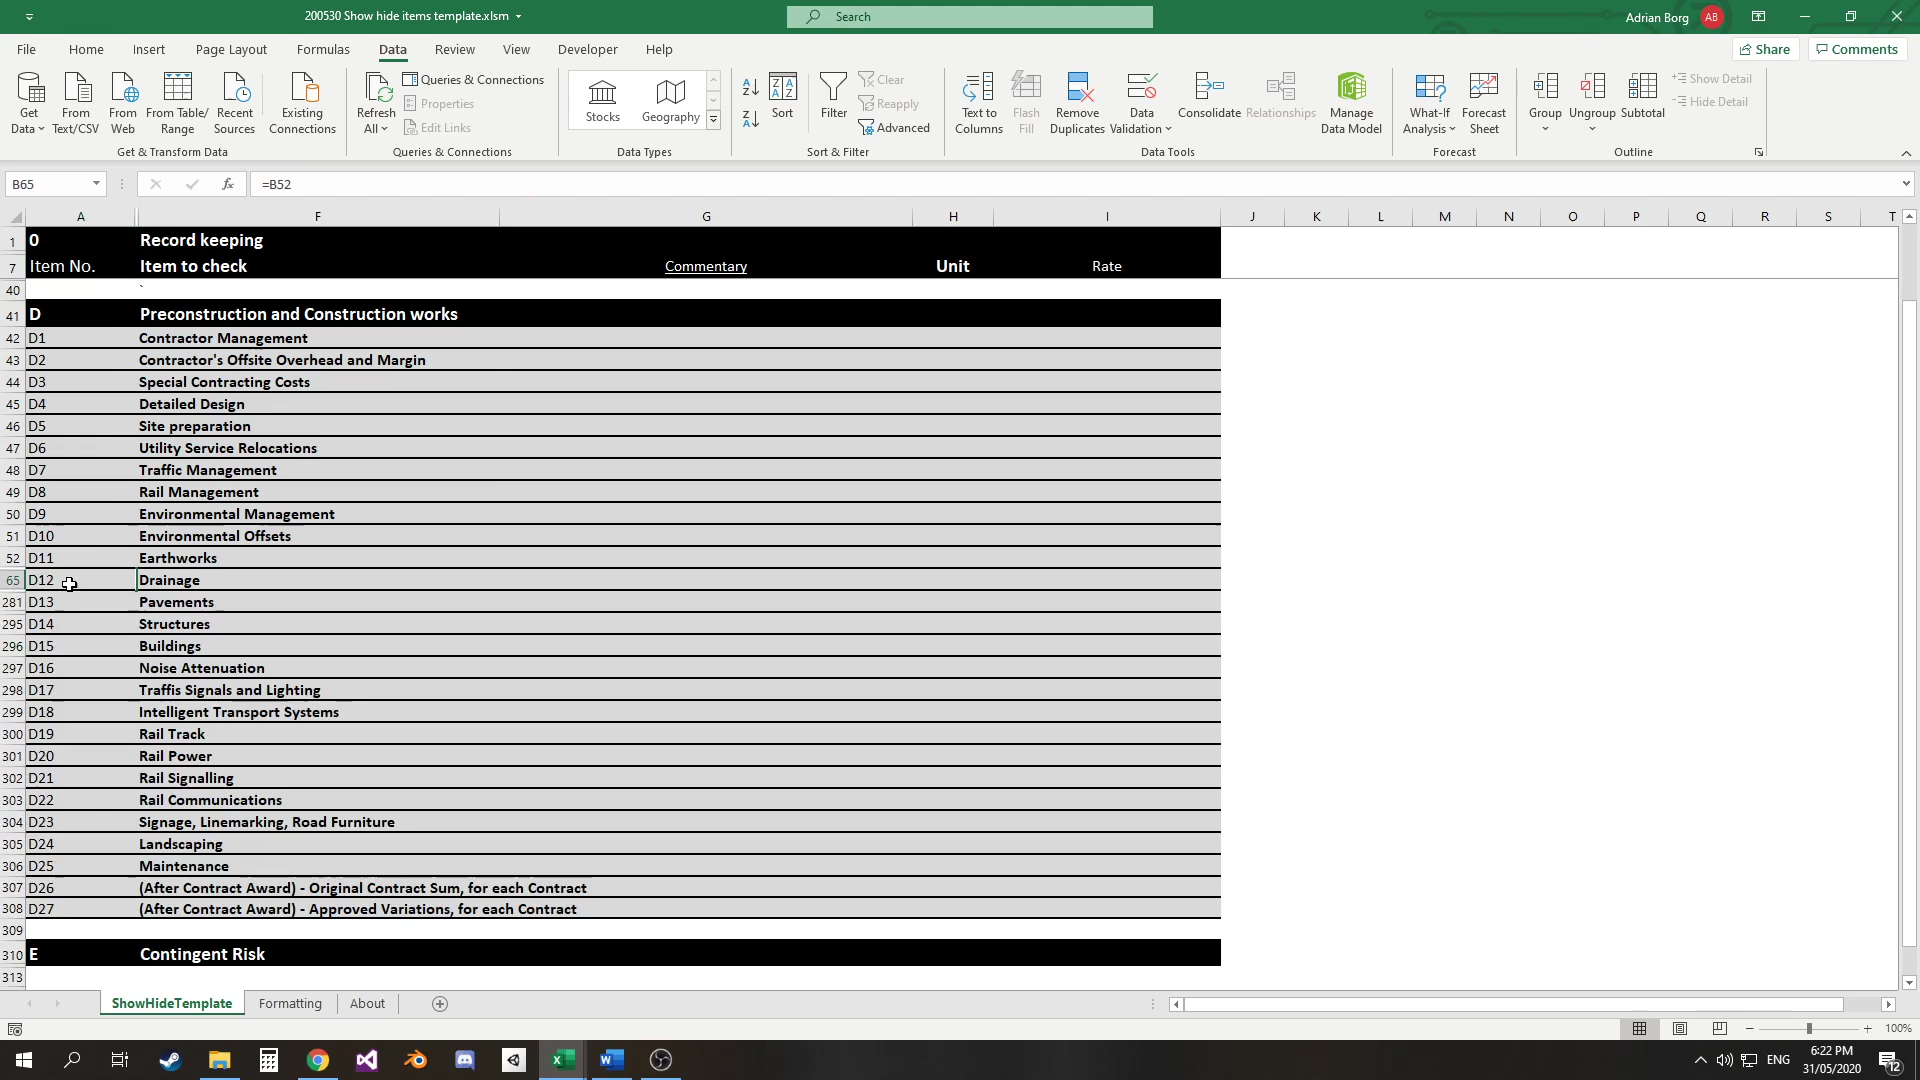 200530 Show hide items template.xlsm
Search
Adrian Borg
AB
File
Home
Insert
Page Layout
Formulas
Data
Review
View
Developer
Help
Share
Comments
Get Data
From Text/CSV
From Web
From Table/ Range
Recent Sources
Existing Connections
Get & Transform Data
Refresh All
Queries & Connections
Properties
Edit Links
Queries & Connections
Stocks
Geography
Data Types
Sort
Filter
Clear
Reapply
Advanced
Sort & Filter
Text to Columns
Flash Fill
Remove Duplicates
Data Validation
Consolidate
Relationships
Manage Data Model
Data Tools
What-If Analysis
Forecast Sheet
Forecast
Group
Ungroup
Subtotal
Show Detail
Hide Detail
Outline
B65
fx
=B52
A F G H I J K L M N O P Q R S T
1 0 Record keeping
7 Item No. Item to check Commentary Unit Rate
40 `
41 D Preconstruction and Construction works
42 D1 Contractor Management
43 D2 Contractor's Offsite Overhead and Margin
44 D3 Special Contracting Costs
45 D4 Detailed Design
46 D5 Site preparation
47 D6 Utility Service Relocations
48 D7 Traffic Management
49 D8 Rail Management
50 D9 Environmental Management
51 D10 Environmental Offsets
52 D11 Earthworks
65 D12 Drainage
281 D13 Pavements
295 D14 Structures
296 D15 Buildings
297 D16 Noise Attenuation
298 D17 Traffis Signals and Lighting
299 D18 Intelligent Transport Systems
300 D19 Rail Track
301 D20 Rail Power
302 D21 Rail Signalling
303 D22 Rail Communications
304 D23 Signage, Linemarking, Road Furniture
305 D24 Landscaping
306 D25 Maintenance
307 D26 (After Contract Award) - Original Contract Sum, for each Contract
308 D27 (After Contract Award) - Approved Variations, for each Contract
309
310 E Contingent Risk
313
ShowHideTemplate
Formatting
About
100%
ENG
6:22 PM
31/05/2020
12